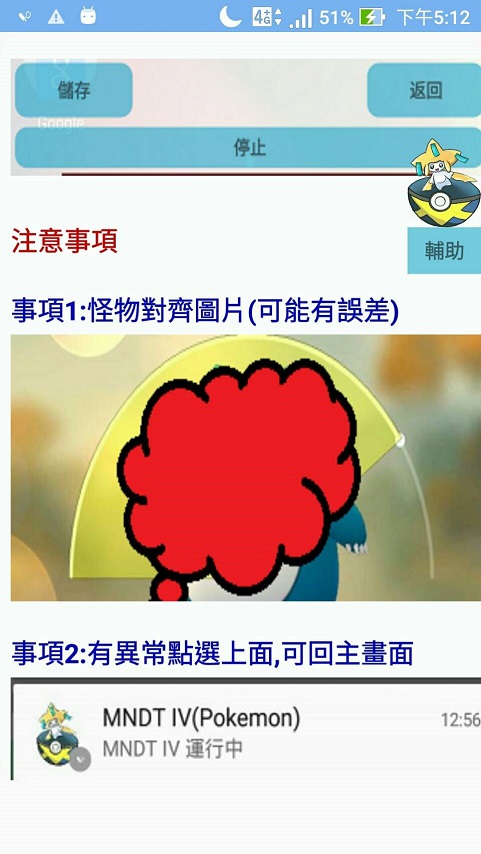 4G+ 51% 下午5:12
儲存 返回
Google
停止
注意事項
輔助
事項1:怪物對齊圖片(可能有誤差)
事項2:有異常點選上面,可回主畫面
MNDT IV(Pokemon) 12:56
MNDT IV 運行中